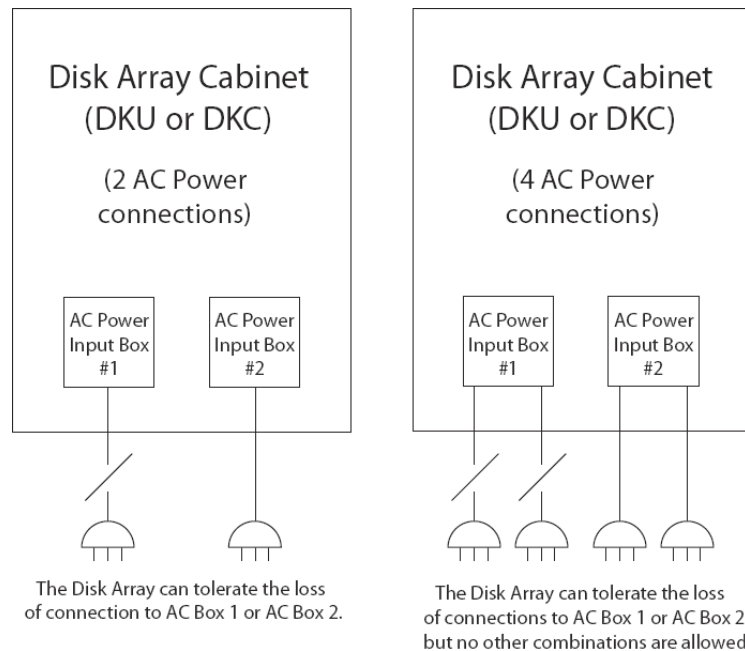 Disk Array Cabinet
(DKU or DKC)
(2 AC Power
connections)
AC Power
Input Box
#1
AC Power
Input Box
#2
The Disk Array can tolerate the loss
of connection to AC Box 1 or AC Box 2.
Disk Array Cabinet
(DKU or DKC)
(4 AC Power
connections)
AC Power
Input Box
#1
AC Power
Input Box
#2
The Disk Array can tolerate the loss
of connections to AC Box 1 or AC Box 2
but no other combinations are allowed